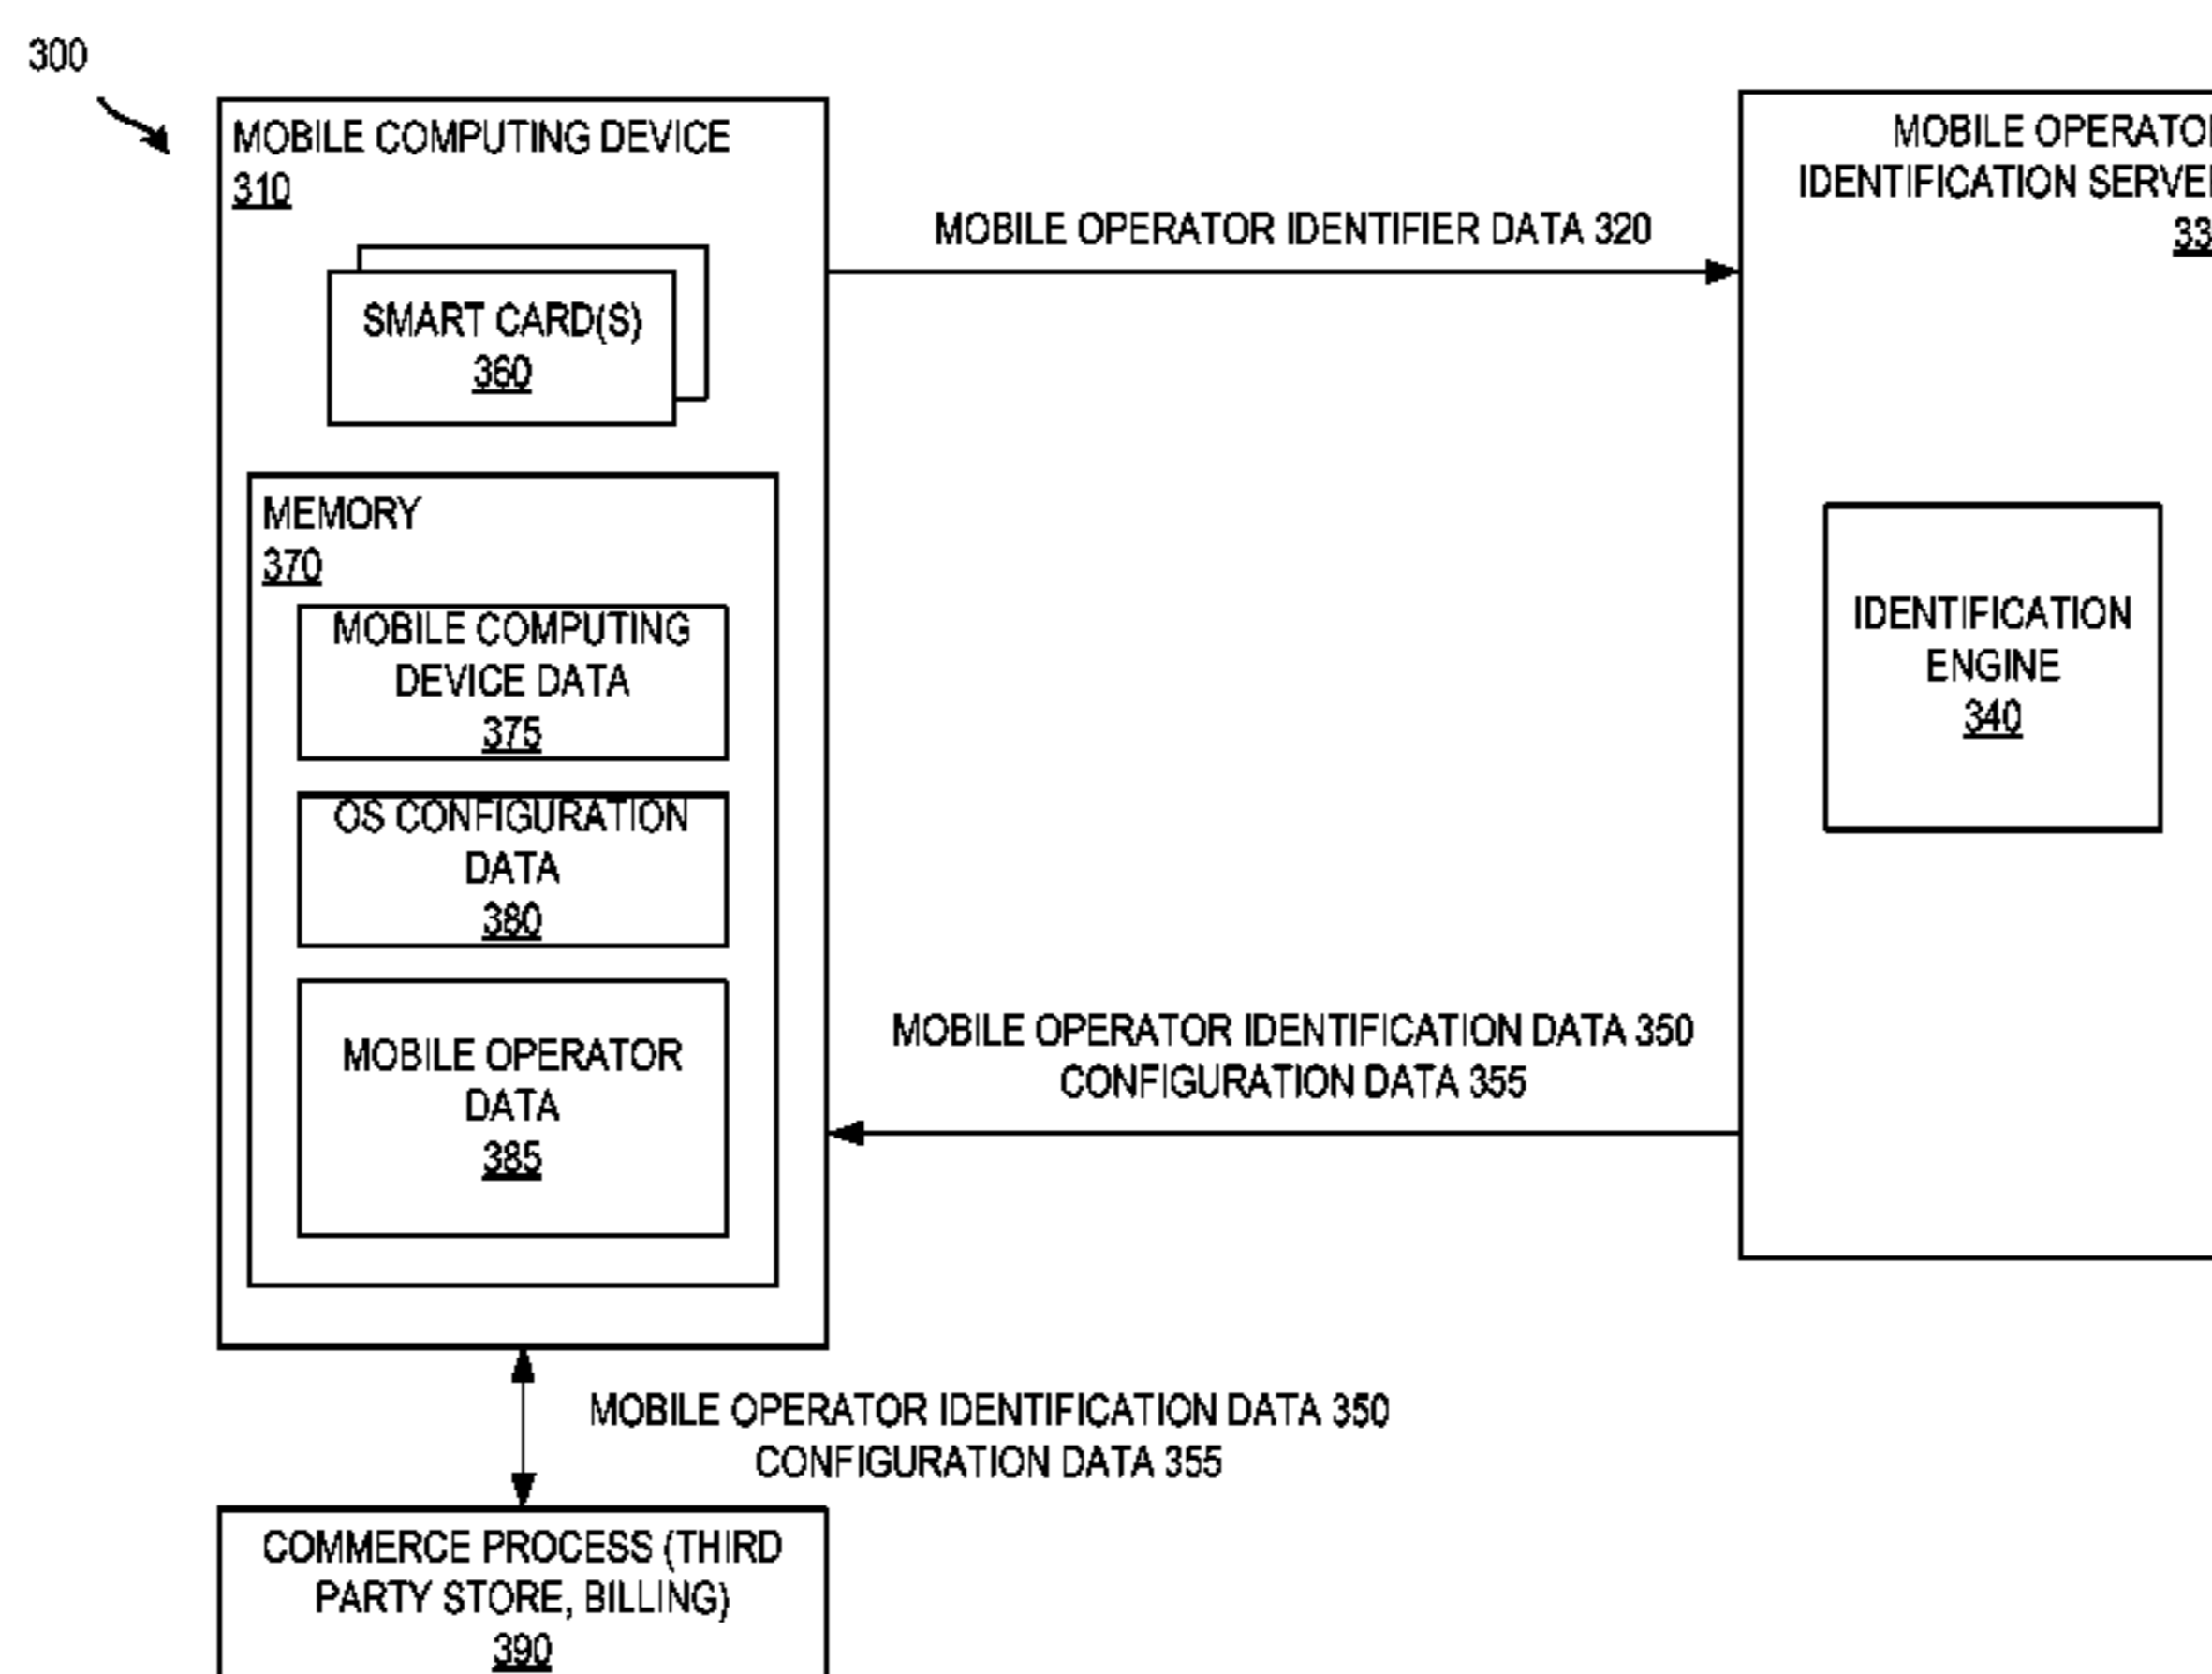 300
MOBILE COMPUTING DEVICE
310
SMART CARD(S)
360
MEMORY
370
MOBILE COMPUTING
DEVICE DATA
375
OS CONFIGURATION
DATA
380
MOBILE OPERATOR
DATA
385
MOBILE OPERATOR IDENTIFIER DATA 320
MOBILE OPERATOR IDENTIFICATION DATA 350
CONFIGURATION DATA 355
MOBILE
IDENTIFICATION
IDENTIFICATION
ENGINE
340
MOBILE OPERATOR IDENTIFICATION DATA 350
CONFIGURATION DATA 355
COMMERCE PROCESS (THIRD
PARTY STORE, BILLING)
390